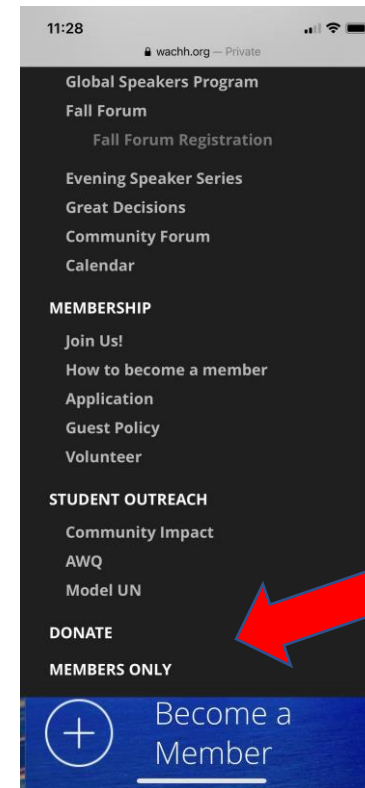 11:28
wachh.org — Private
Global Speakers Program
Fall Forum
Fall Forum Registration
Evening Speaker Series
Great Decisions
Community Forum
Calendar
MEMBERSHIP
Join Us!
How to become a member
Application
Guest Policy
Volunteer
STUDENT OUTREACH
Community Impact
AWQ
Model UN
DONATE
MEMBERS ONLY
Become a
Member